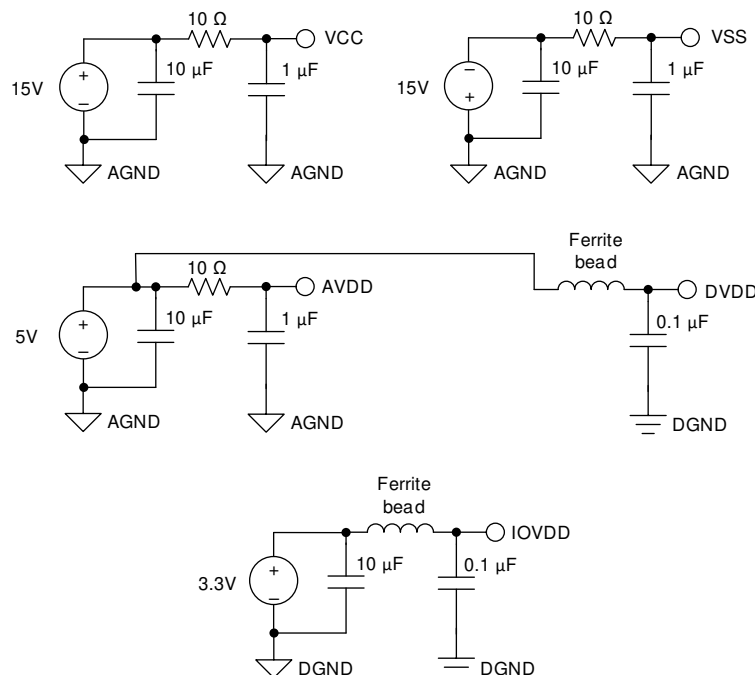 10 Ω
VCC
15V
+
−
10 µF
1 µF
AGND
AGND
10 Ω
VSS
15V
−
+
10 µF
1 µF
AGND
AGND
10 Ω
AVDD
5V
+
−
10 µF
1 µF
AGND
AGND
Ferrite
bead
DVDD
0.1 µF
DGND
Ferrite
bead
IOVDD
3.3V
+
−
10 µF
0.1 µF
DGND
DGND